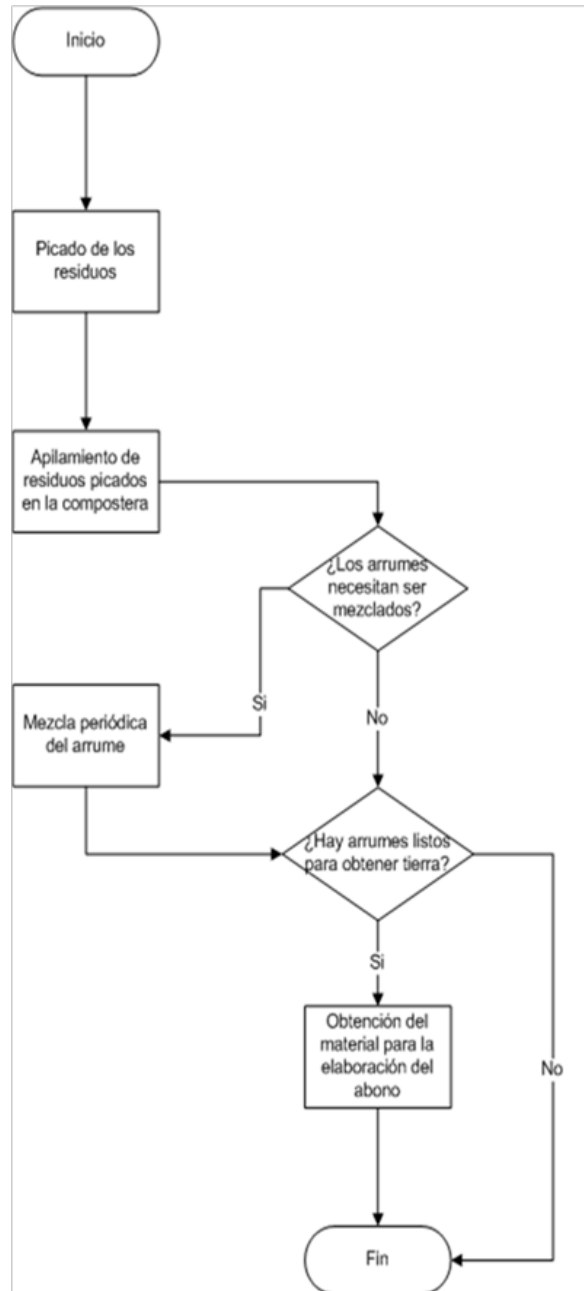 Inicio
Picado de los
residuos
Apilamiento de
residuos picados
en la compostera
¿Los arrumes
necesitan ser
mezclados?
Si
No
Mezcla periódica
del arrume
¿Hay arrumes listos
para obtener tierra?
Si
No
Obtención del
material para la
elaboración del
abono
Fin